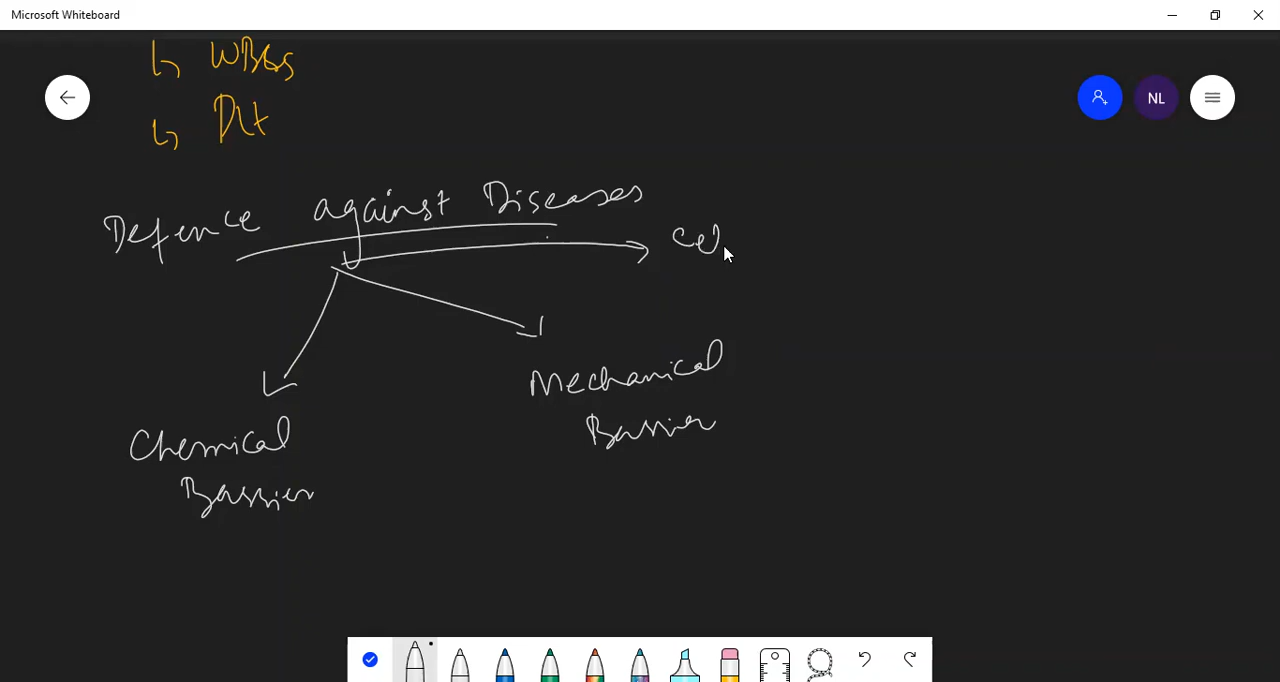 Microsoft Whiteboard
WBCs
Plt
NL
Defence against Diseases
Cel
Mechanical
Barrier
Chemical
Barrier